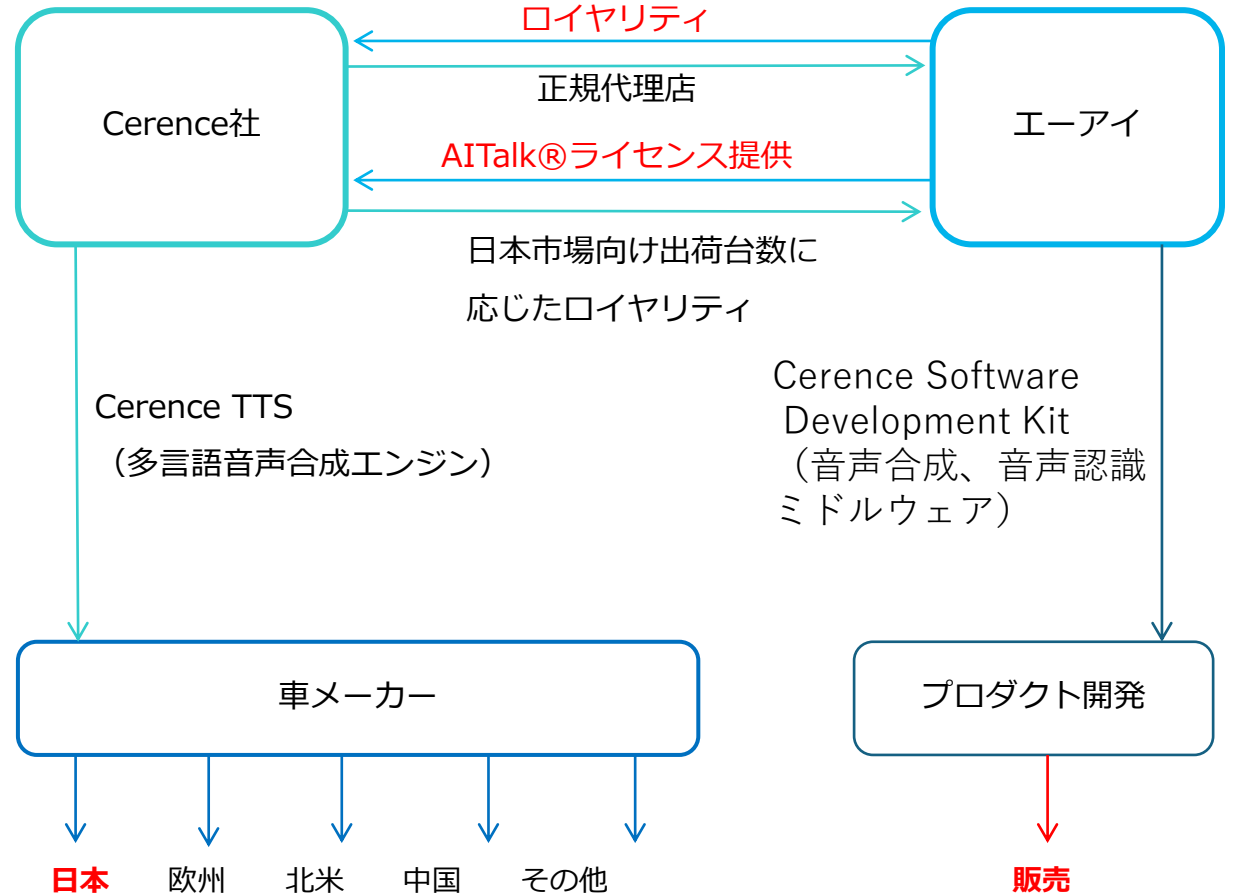 ロイヤリティ
正規代理店
Cerence社
エーアイ
AITalk®ライセンス提供
日本市場向け出荷台数に
応じたロイヤリティ
Cerence TTS
（多言語音声合成エンジン）
Cerence Software
Development Kit
（音声合成、音声認識
ミドルウェア）
車メーカー
プロダクト開発
日本 欧州 北米 中国 その他
販売